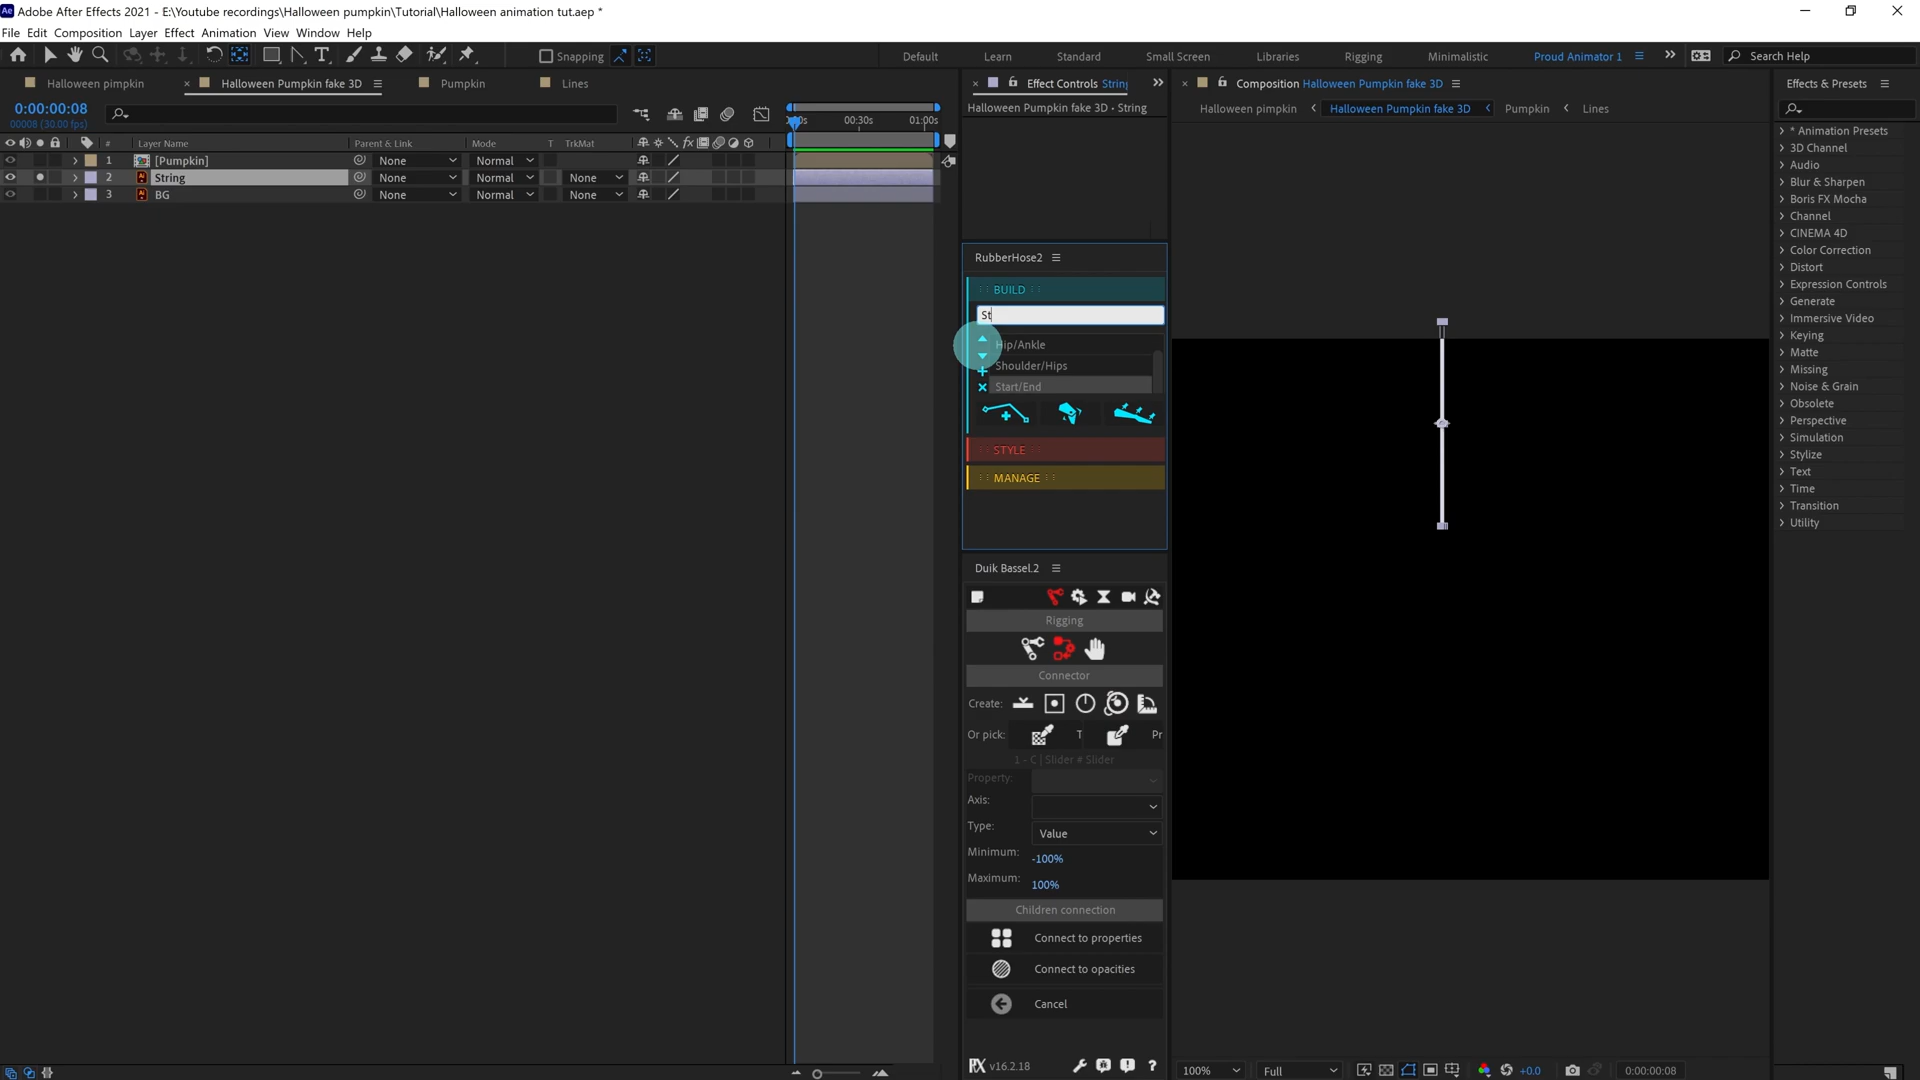 Ae Adobe After Effects 2021 - E:\Youtube recordings\Halloween pumpkin\Tutorial\Halloween animation tut.aep *
File Edit Composition Layer Effect Animation View Window Help
Snapping
Default Learn Standard Small Screen Libraries Rigging Minimalistic Proud Animator 1 Search Help
Halloween pimpkin
Halloween Pumpkin fake 3D
Pumpkin
Lines
0:00:00:08
00008 (30.00 fps)
# Layer Name Parent & Link Mode T TrkMat
1 [Pumpkin] None Normal
2 String None Normal None
3 BG None Normal None
00:30s 01:00s
Effect Controls String
Halloween Pumpkin fake 3D • String
RubberHose2
BUILD
St
Hip/Ankle
Shoulder/Hips
Start/End
STYLE
MANAGE
Duik Bassel.2
Rigging
Connector
Create:
Or pick: T Pr
1 - C | Slider # Slider
Property:
Axis:
Type: Value
Minimum: -100%
Maximum: 100%
Children connection
Connect to properties
Connect to opacities
Cancel
v16.2.18
Composition Halloween Pumpkin fake 3D
Halloween pimpkin Halloween Pumpkin fake 3D Pumpkin Lines
100% Full +0.0 0:00:00:08
Effects & Presets
* Animation Presets
3D Channel
Audio
Blur & Sharpen
Boris FX Mocha
Channel
CINEMA 4D
Color Correction
Distort
Expression Controls
Generate
Immersive Video
Keying
Matte
Missing
Noise & Grain
Obsolete
Perspective
Simulation
Stylize
Text
Time
Transition
Utility